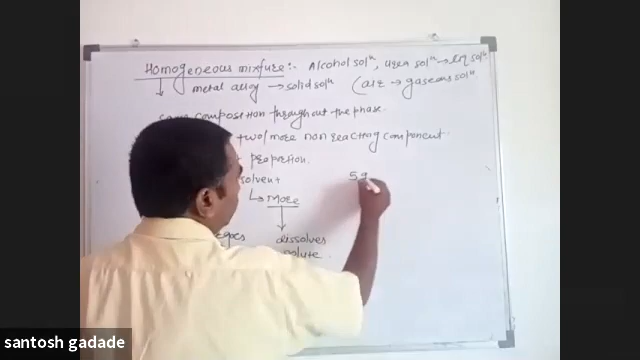 Homogeneous mixture:- Alcohol solⁿ, urea solⁿ → liq solⁿ
metal alloy → solid solⁿ (air → gaseous solⁿ
same composition throughout the phase.
two/more non reacting component
proportion.
solvent
↳ More
dissolves
solute.
5g
santosh gadade